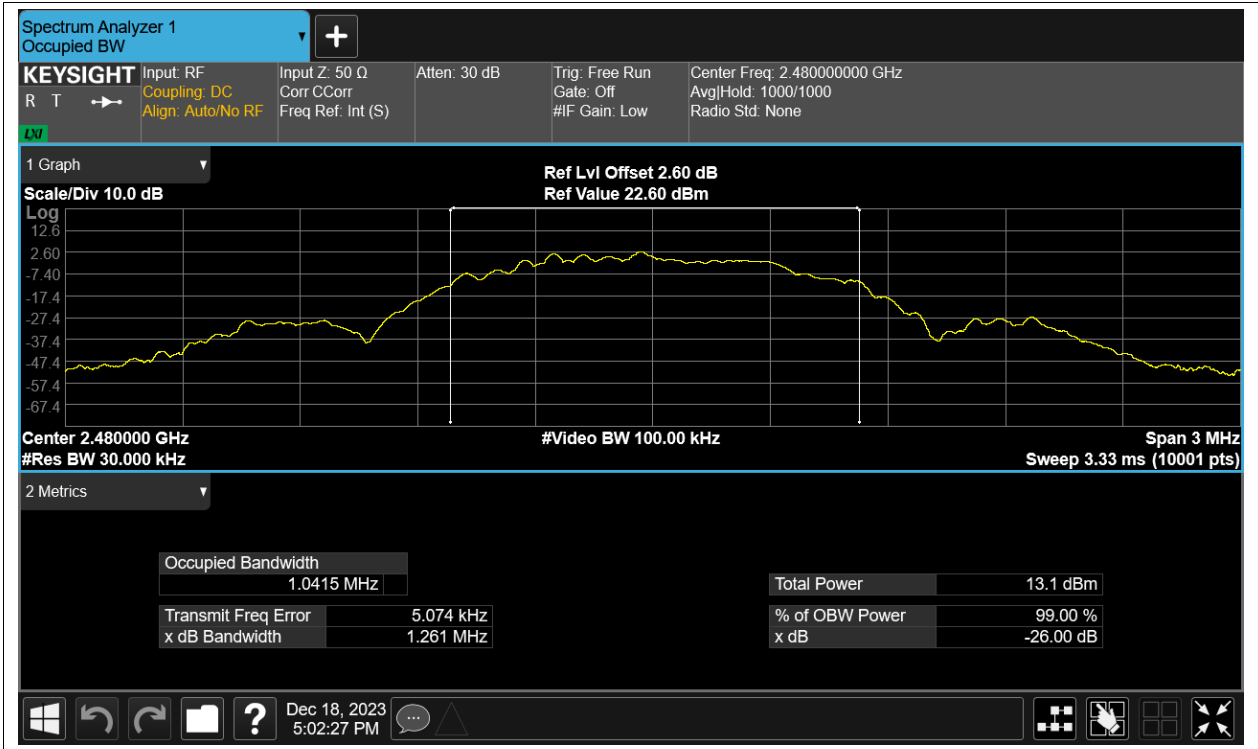 Spectrum Analyzer 1
Occupied BW
KEYSIGHT
R T
LXI
Input: RF
Coupling: DC
Align: Auto/No RF
Input Z: 50 Ω
Corr CCorr
Freq Ref: Int (S)
Atten: 30 dB
Trig: Free Run
Gate: Off
#IF Gain: Low
Center Freq: 2.480000000 GHz
Avg|Hold: 1000/1000
Radio Std: None
1 Graph
Scale/Div 10.0 dB
Ref Lvl Offset 2.60 dB
Ref Value 22.60 dBm
Log
12.6
2.60
-7.40
-17.4
-27.4
-37.4
-47.4
-57.4
-67.4
Center 2.480000 GHz
#Res BW 30.000 kHz
#Video BW 100.00 kHz
Span 3 MHz
Sweep 3.33 ms (10001 pts)
2 Metrics
Occupied Bandwidth
1.0415 MHz
Transmit Freq Error 5.074 kHz
x dB Bandwidth 1.261 MHz
Total Power 13.1 dBm
% of OBW Power 99.00 %
x dB -26.00 dB
?
Dec 18, 2023
5:02:27 PM